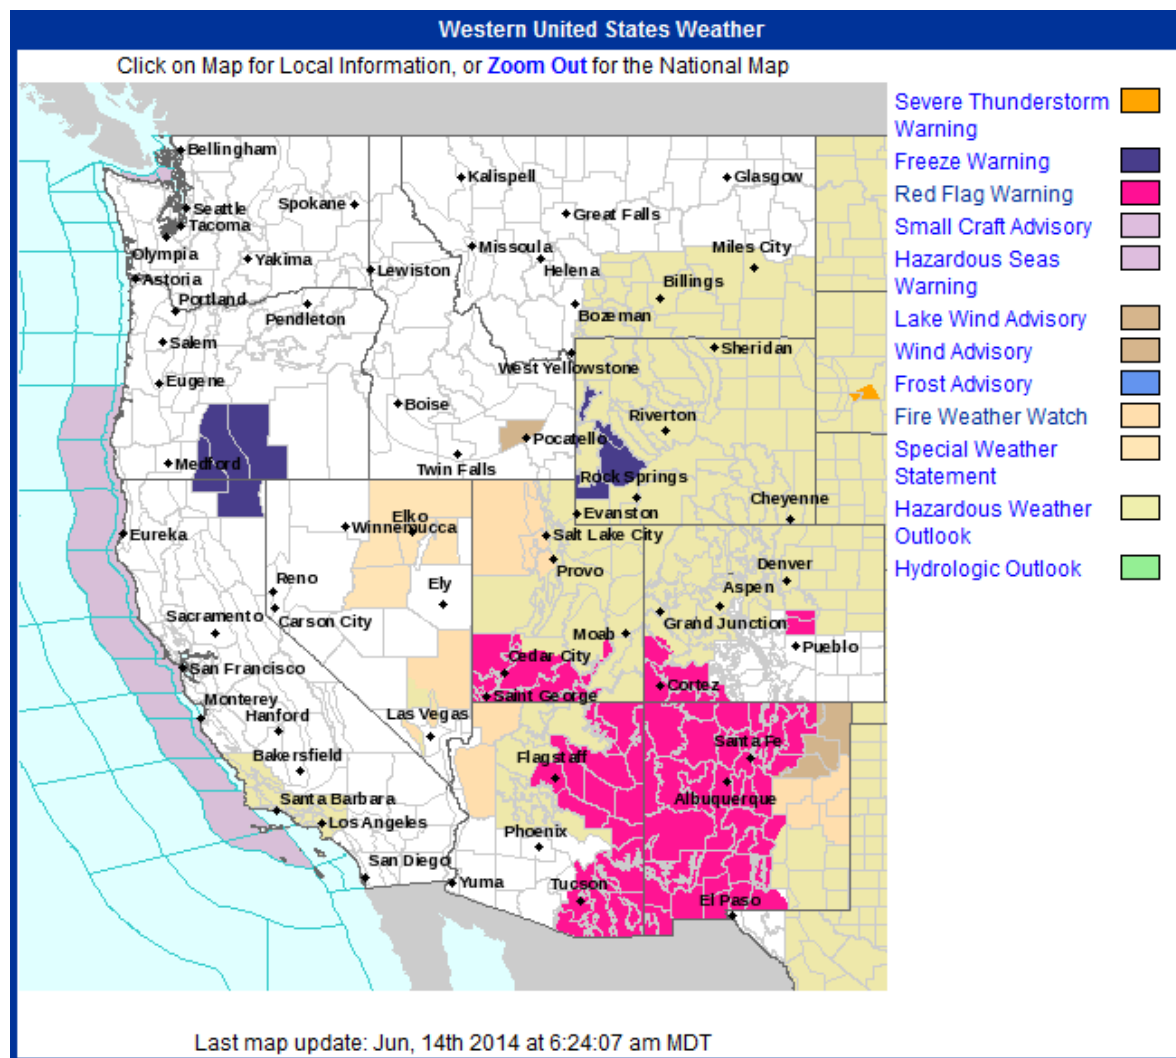 Western United States Weather
Click on Map for Local Information, or Zoom Out for the National Map
Bellingham
Kalispell
Glasgow
Seattle
Spokane
Great Falls
Tacoma
Olympia
Yakima
Missoula
Miles City
Astoria
Lewiston
Helena
Billings
Portland
Pendleton
Bozeman
Salem
Sheridan
West Yellowstone
Eugene
Boise
Riverton
Pocatello
Medford
Twin Falls
Rock Springs
Cheyenne
Elko
Evanston
Eureka
Winnemucca
Salt Lake City
Provo
Denver
Reno
Ely
Aspen
Sacramento
Carson City
Moab
Grand Junction
Pueblo
San Francisco
Cedar City
Cortez
Monterey
Saint George
Hanford
Las Vegas
Bakersfield
Flagstaff
Santa Fe
Santa Barbara
Albuquerque
Los Angeles
Phoenix
San Diego
Yuma
Tucson
El Paso
Severe Thunderstorm
Warning
Freeze Warning
Red Flag Warning
Small Craft Advisory
Hazardous Seas
Warning
Lake Wind Advisory
Wind Advisory
Frost Advisory
Fire Weather Watch
Special Weather
Statement
Hazardous Weather
Outlook
Hydrologic Outlook
Last map update: Jun, 14th 2014 at 6:24:07 am MDT